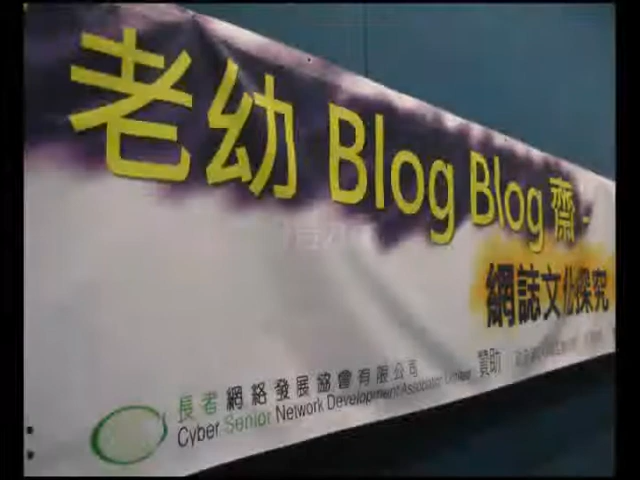 老幼 Blog Blog 齋 -
網誌文化探究
長者網絡發展協會有限公司
Cyber Senior Network Development Association Limited
贊助